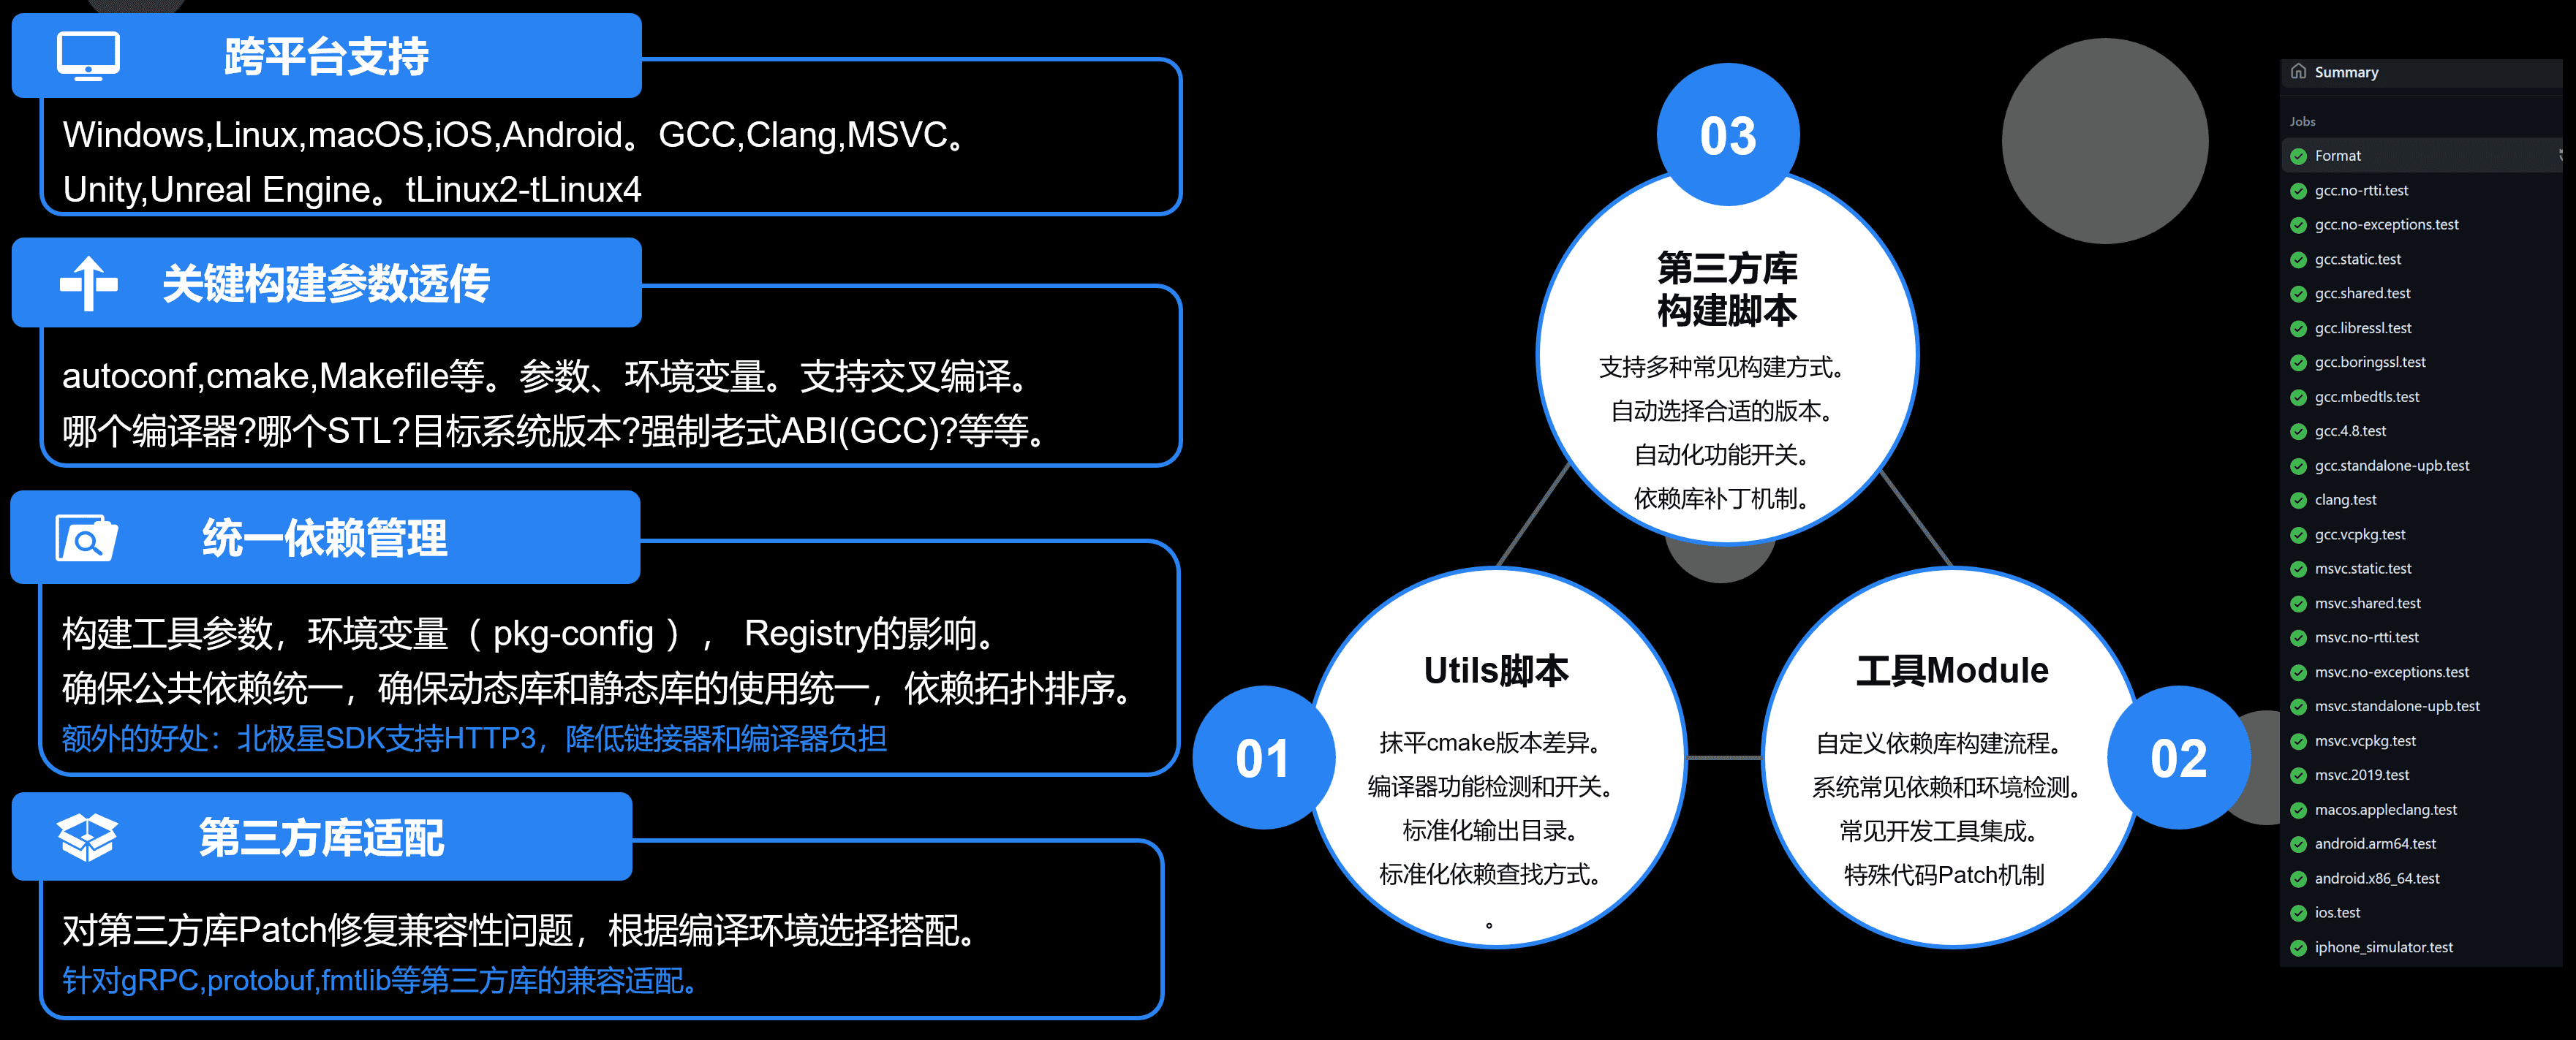 跨平台支持
Windows,Linux,macOS,iOS,Android。GCC,Clang,MSVC。
Unity,Unreal Engine。tLinux2-tLinux4
关键构建参数透传
autoconf,cmake,Makefile等。参数、环境变量。支持交叉编译。
哪个编译器?哪个STL?目标系统版本?强制老式ABI(GCC)?等等。
统一依赖管理
构建工具参数，环境变量（ pkg-config ）， Registry的影响。
确保公共依赖统一，确保动态库和静态库的使用统一，依赖拓扑排序。
额外的好处：北极星SDK支持HTTP3，降低链接器和编译器负担
第三方库适配
对第三方库Patch修复兼容性问题，根据编译环境选择搭配。
针对gRPC,protobuf,fmtlib等第三方库的兼容适配。
03
第三方库
构建脚本
支持多种常见构建方式。
自动选择合适的版本。
自动化功能开关。
依赖库补丁机制。
01
Utils脚本
抹平cmake版本差异。
编译器功能检测和开关。
标准化输出目录。
标准化依赖查找方式。
。
02
工具Module
自定义依赖库构建流程。
系统常见依赖和环境检测。
常见开发工具集成。
特殊代码Patch机制
Summary
Jobs
Format
gcc.no-rtti.test
gcc.no-exceptions.test
gcc.static.test
gcc.shared.test
gcc.libressl.test
gcc.boringssl.test
gcc.mbedtls.test
gcc.4.8.test
gcc.standalone-upb.test
clang.test
gcc.vcpkg.test
msvc.static.test
msvc.shared.test
msvc.no-rtti.test
msvc.no-exceptions.test
msvc.standalone-upb.test
msvc.vcpkg.test
msvc.2019.test
macos.appleclang.test
android.arm64.test
android.x86_64.test
ios.test
iphone_simulator.test